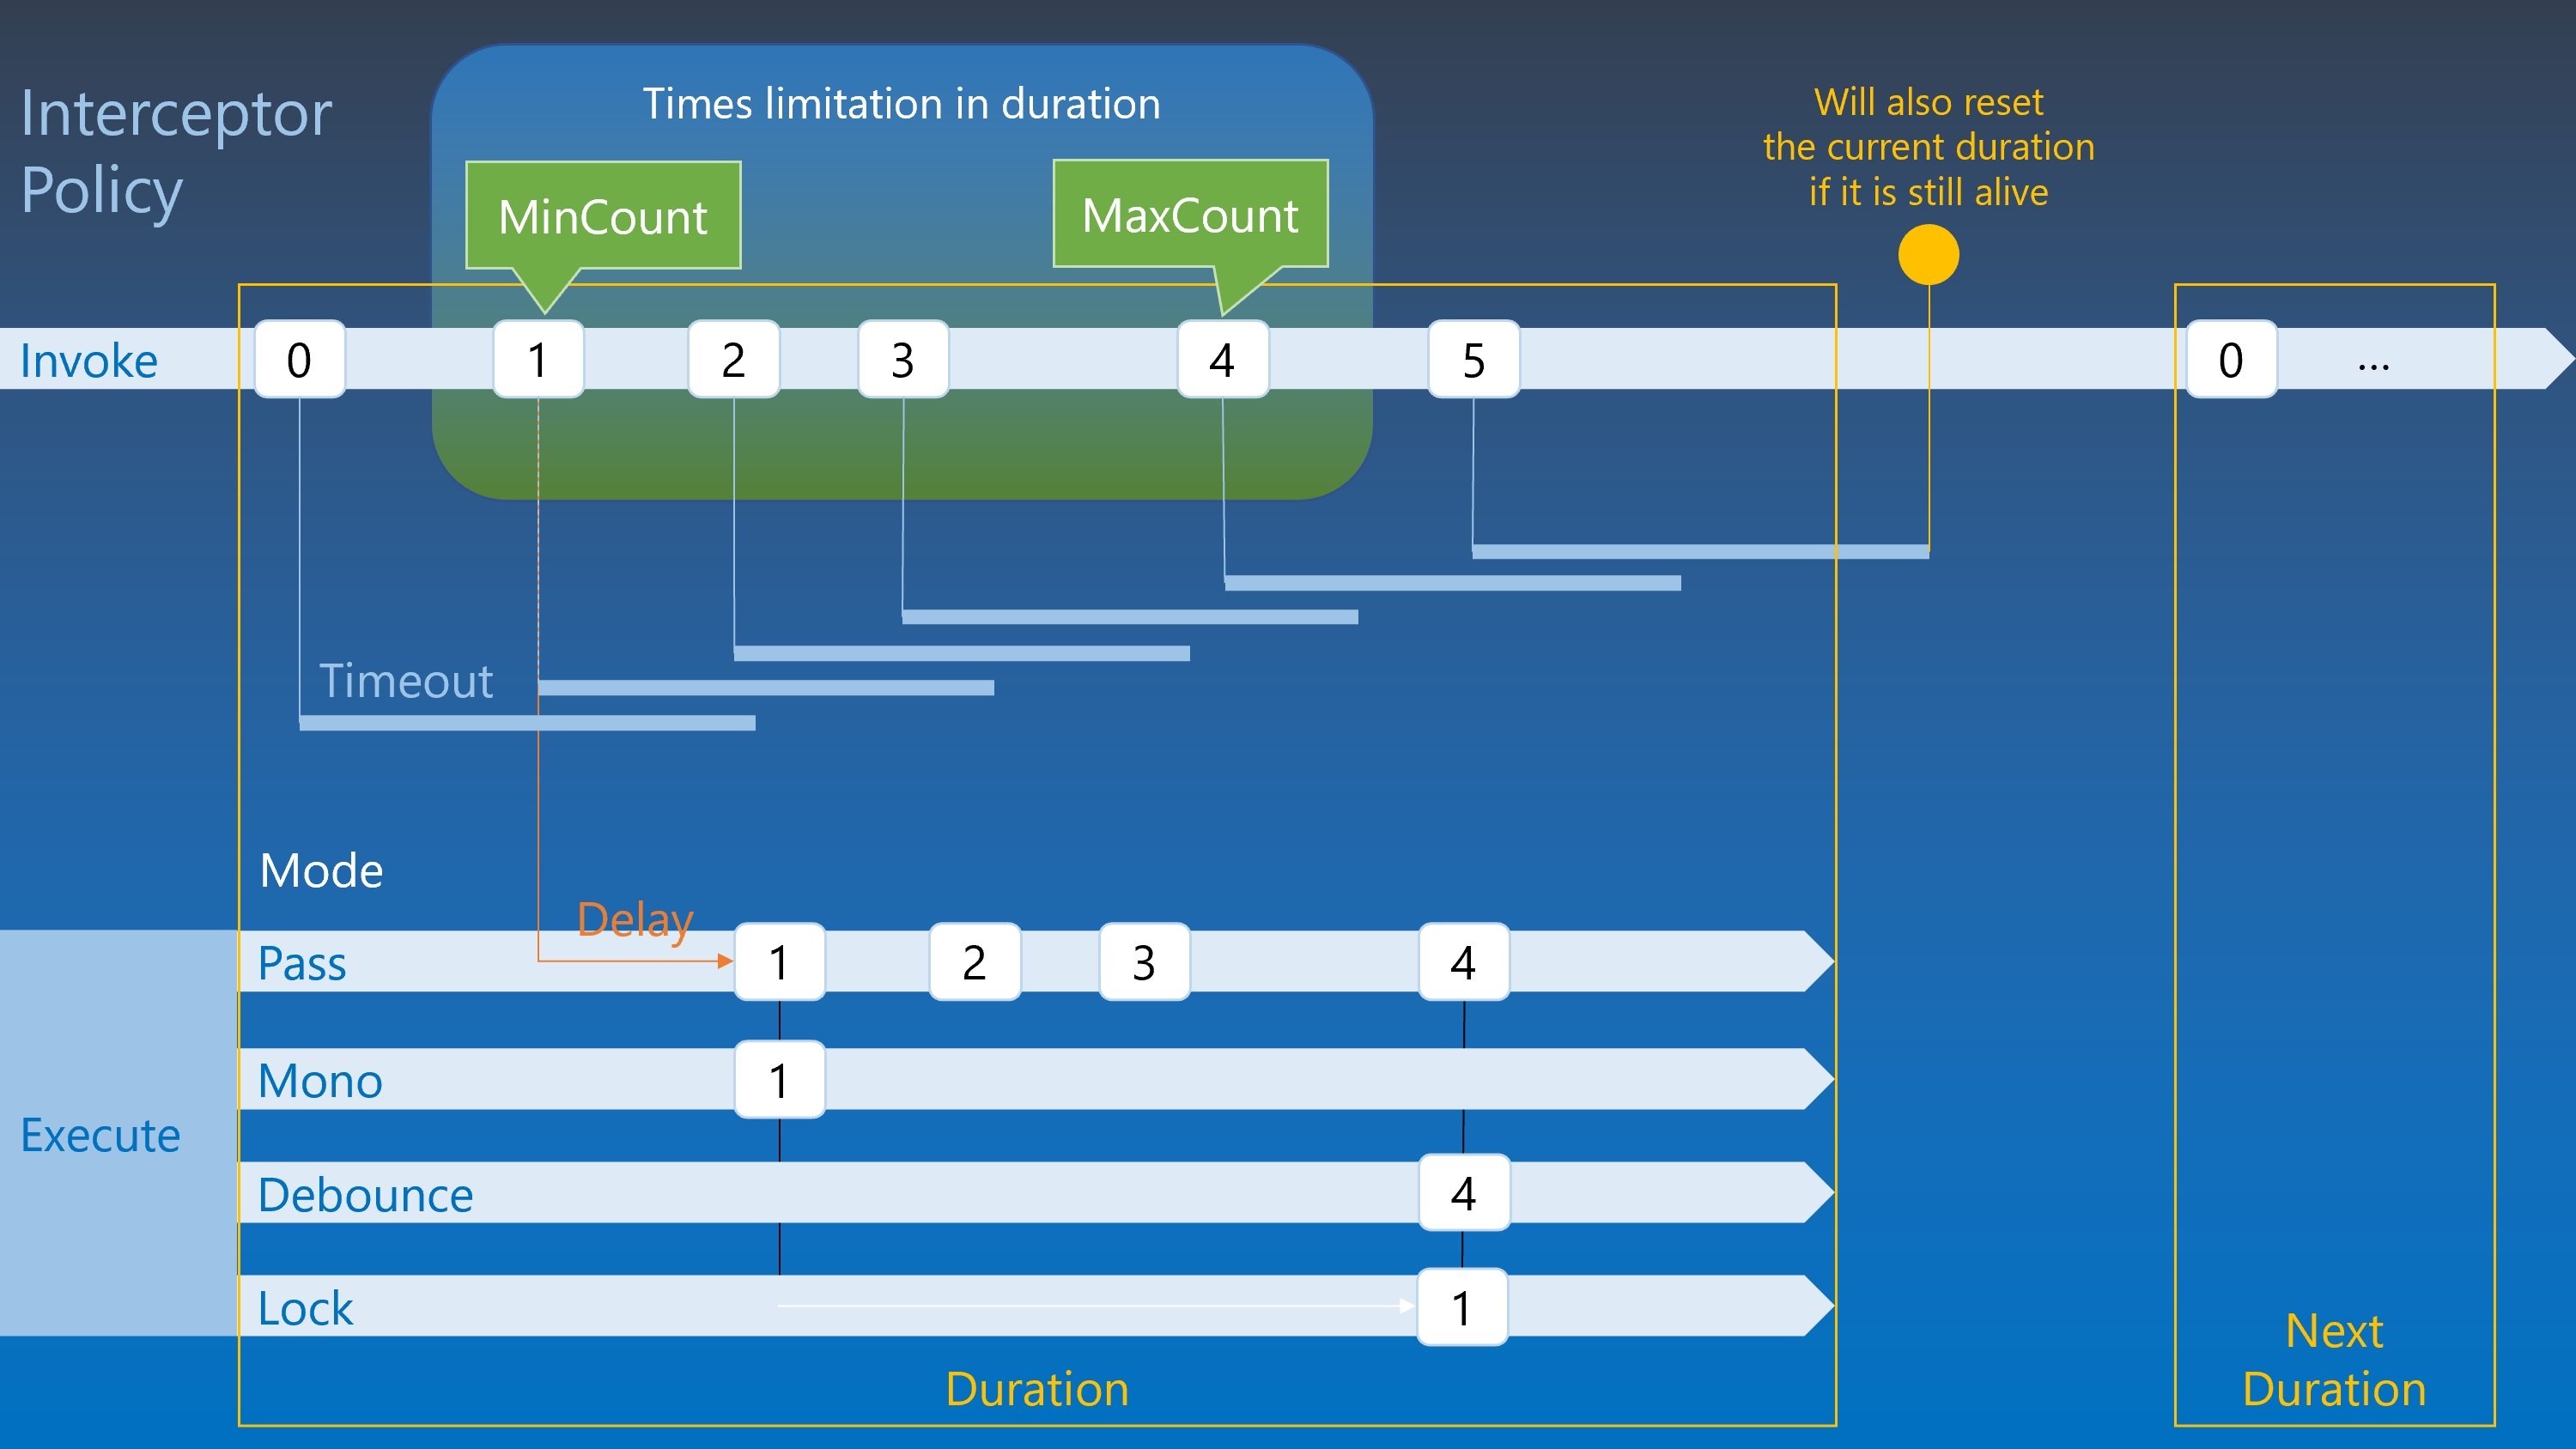 Interceptor
Policy
Times limitation in duration
Will also reset
the current duration
if it is still alive
MinCount
MaxCount
Invoke
0
1
2
3
4
5
0
...
Timeout
Mode
Delay
Execute
Pass
1
2
3
4
Mono
1
Debounce
4
Lock
1
Duration
Next
Duration